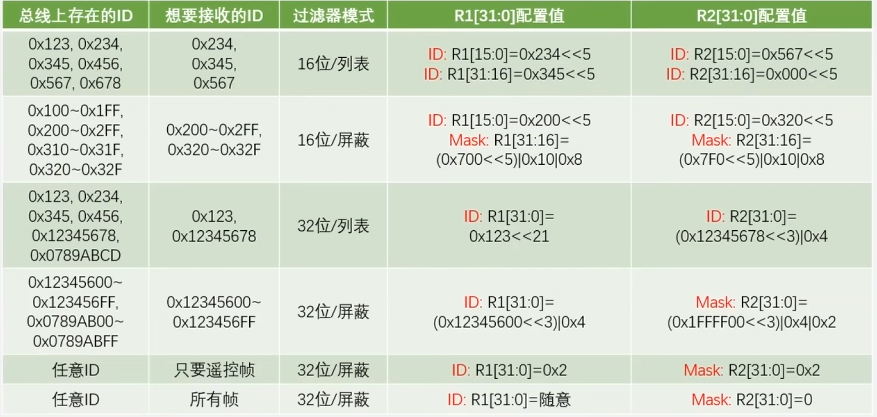 总线上存在的ID 想要接收的ID 过滤器模式 R1[31:0]配置值 R2[31:0]配置值
0x123, 0x234,
0x345, 0x456,
0x567, 0x678
0x234,
0x345,
0x567
16位/列表
ID: R1[15:0]=0x234<<5
ID: R1[31:16]=0x345<<5
ID: R2[15:0]=0x567<<5
ID: R2[31:16]=0x000<<5
0x100~0x1FF,
0x200~0x2FF,
0x310~0x31F,
0x320~0x32F
0x200~0x2FF,
0x320~0x32F
16位/屏蔽
ID: R1[15:0]=0x200<<5
Mask: R1[31:16]=
(0x700<<5)|0x10|0x8
ID: R2[15:0]=0x320<<5
Mask: R2[31:16]=
(0x7F0<<5)|0x10|0x8
0x123, 0x234,
0x345, 0x456,
0x12345678,
0x0789ABCD
0x123,
0x12345678
32位/列表
ID: R1[31:0]=
0x123<<21
ID: R2[31:0]=
(0x12345678<<3)|0x4
0x12345600~
0x123456FF,
0x0789AB00~
0x0789ABFF
0x12345600~
0x123456FF
32位/屏蔽
ID: R1[31:0]=
(0x12345600<<3)|0x4
Mask: R2[31:0]=
(0x1FFFFF00<<3)|0x4|0x2
任意ID 只要遥控帧 32位/屏蔽 ID: R1[31:0]=0x2 Mask: R2[31:0]=0x2
任意ID 所有帧 32位/屏蔽 ID: R1[31:0]=随意 Mask: R2[31:0]=0